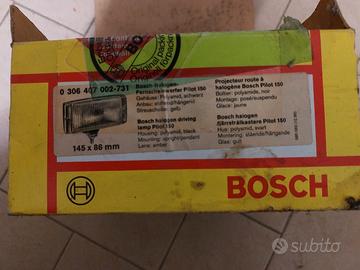 Original
0 306 407 002-731
Bosch-Halogen-
Fernscheinwerfer Pilot 150
Gehäuse: Polyamid, schwarz
Anbau: stehend/hängend
Streuscheibe: gelb
Projecteur route à
halogène Bosch Pilot 150
Boîtier: polyamide, noir
Montage: posé/suspendu
Glace: jaune
Bosch halogen driving
lamp Pilot 150
Housing: polyamid, black
Mounting: upright/pendant
Lens: amber
Bosch halogen
fjärrstrålkastare Pilot 150
Hus: polyamid, svart
Montering: stående/hängande
Glas: gult
145 x 86 mm
BOSCH
subito